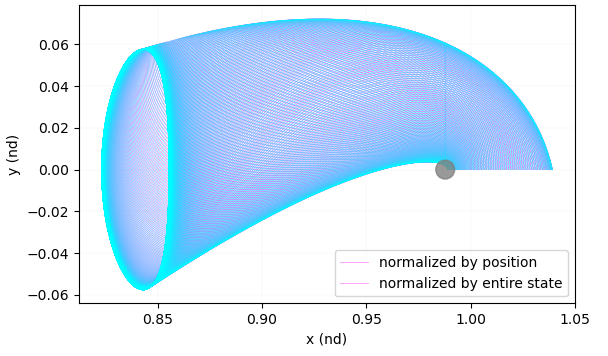 0.06
0.04
0.02
0.00
−0.02
−0.04
−0.06
y (nd)
normalized by position
normalized by entire state
0.85 0.90 0.95 1.00 1.05
x (nd)